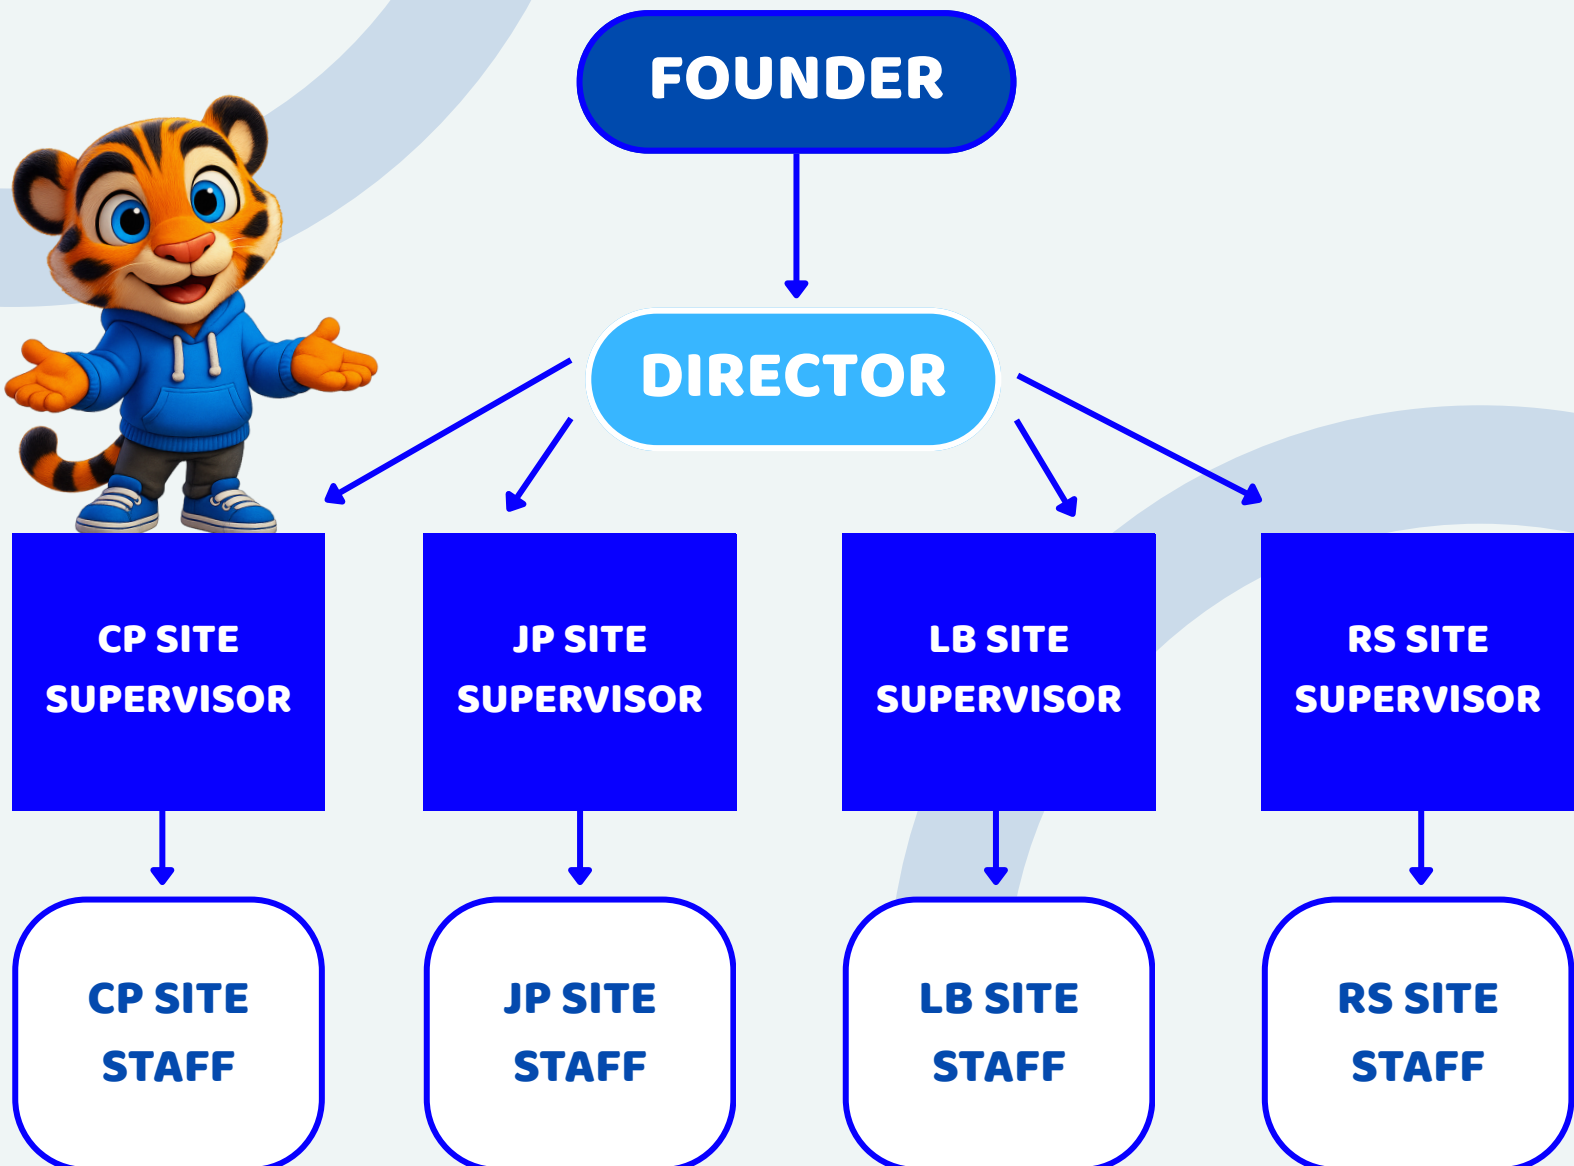 FOUNDER
DIRECTOR
CP SITE
SUPERVISOR
JP SITE
SUPERVISOR
LB SITE
SUPERVISOR
RS SITE
SUPERVISOR
CP SITE
STAFF
JP SITE
STAFF
LB SITE
STAFF
RS SITE
STAFF